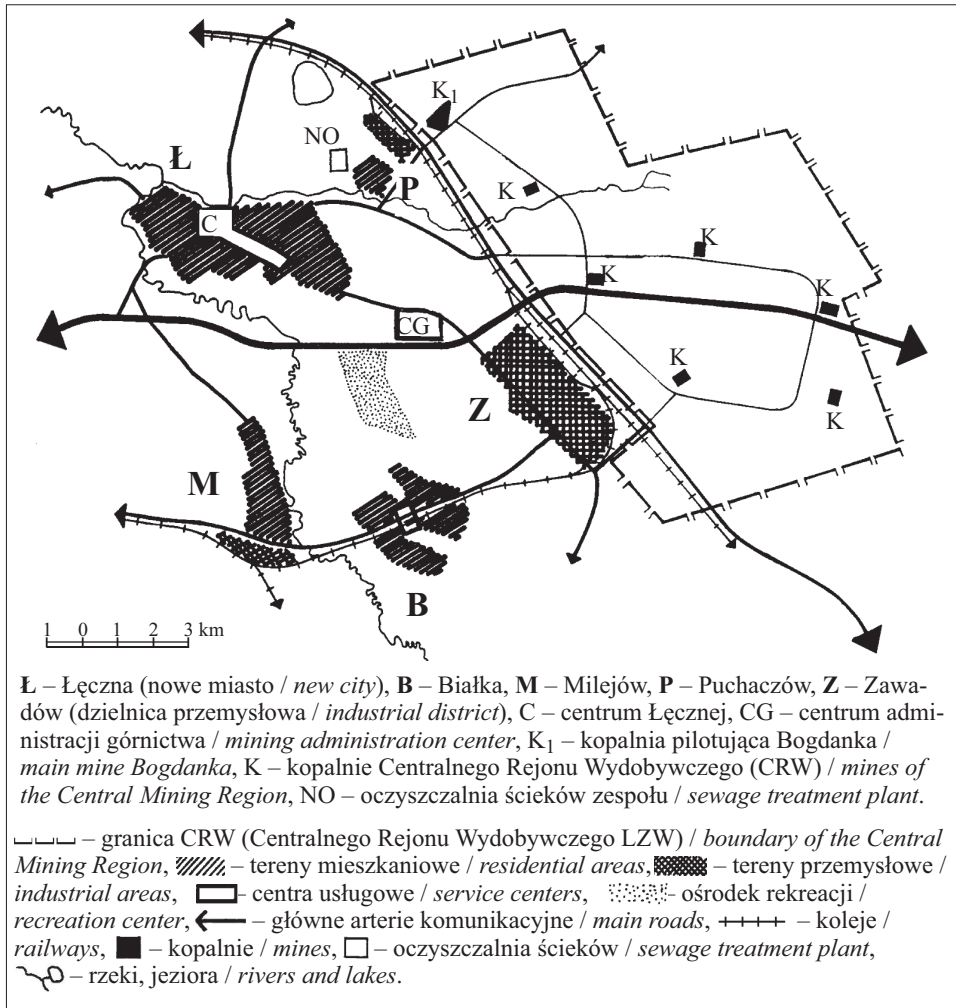 K₁
NO
Ł
P
K
C
K
K
K
CG
K
Z
K
M
B
1 0 1 2 3 km
Ł – Łęczna (nowe miasto / new city), B – Białka, M – Milejów, P – Puchaczów, Z – Zawa-
dów (dzielnica przemysłowa / industrial district), C – centrum Łęcznej, CG – centrum admi-
nistracji górnictwa / mining administration center, K₁ – kopalnia pilotująca Bogdanka /
main mine Bogdanka, K – kopalnie Centralnego Rejonu Wydobywczego (CRW) / mines of
the Central Mining Region, NO – oczyszczalnia ścieków zespołu / sewage treatment plant.
– granica CRW (Centralnego Rejonu Wydobywczego LZW) / boundary of the Central
Mining Region, – tereny mieszkaniowe / residential areas, – tereny przemysłowe /
industrial areas, – centra usługowe / service centers, – ośrodek rekreacji /
recreation center, – główne arterie komunikacyjne / main roads, – koleje /
railways, – kopalnie / mines, – oczyszczalnia ścieków / sewage treatment plant,
– rzeki, jeziora / rivers and lakes.